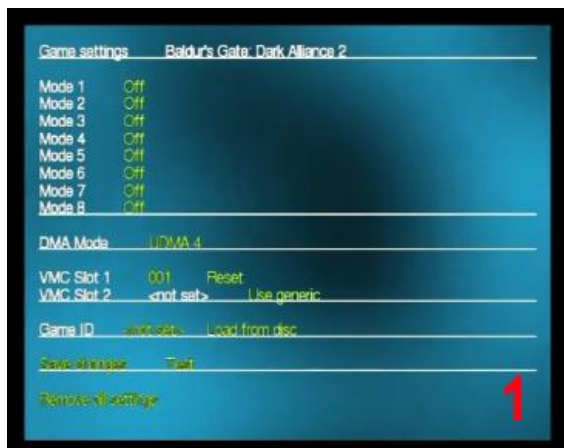 Game settings Baldur's Gate: Dark Alliance 2
Mode 1 Off
Mode 2 Off
Mode 3 Off
Mode 4 Off
Mode 5 Off
Mode 6 Off
Mode 7 Off
Mode 8 Off
DMA Mode UDMA 4
VMC Slot 1 001 Reset
VMC Slot 2 <not set> Use generic
Game ID <not set> Load from disc
Save changes Test
Remove all settings
1